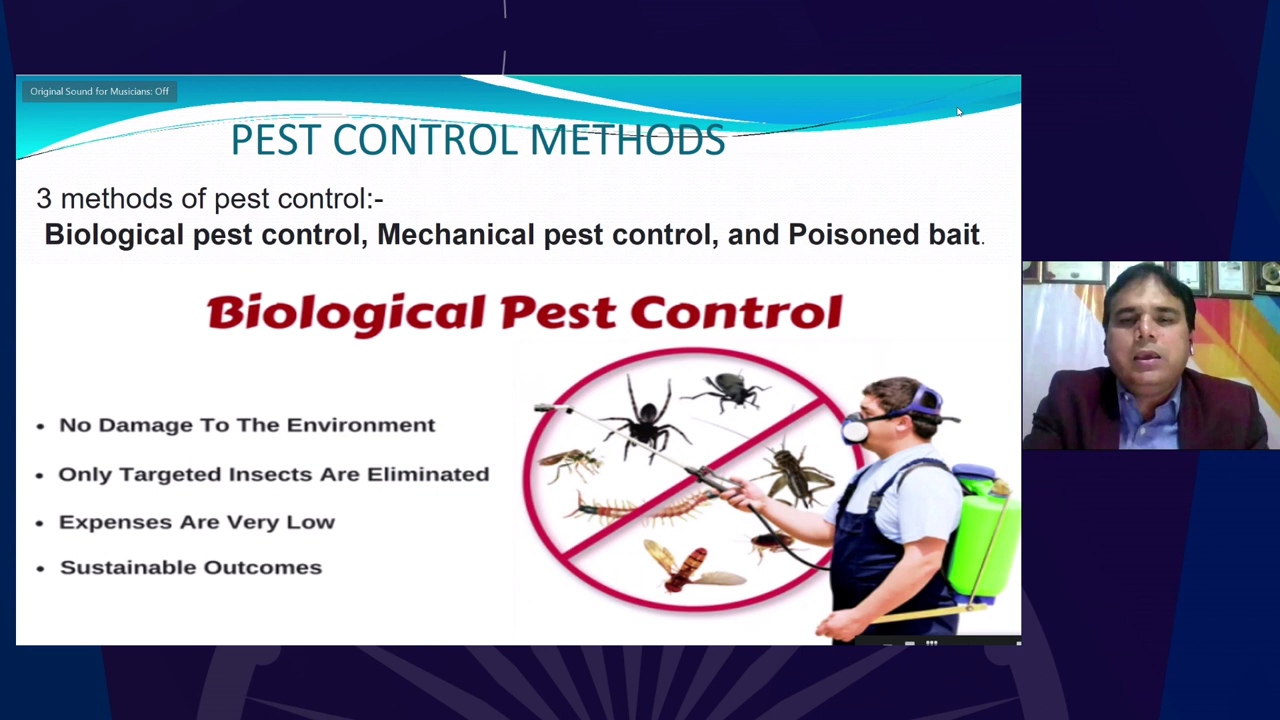 Original Sound for Musicians: Off
PEST CONTROL METHODS
3 methods of pest control:-
Biological pest control, Mechanical pest control, and Poisoned bait.
Biological Pest Control
• No Damage To The Environment
• Only Targeted Insects Are Eliminated
• Expenses Are Very Low
• Sustainable Outcomes